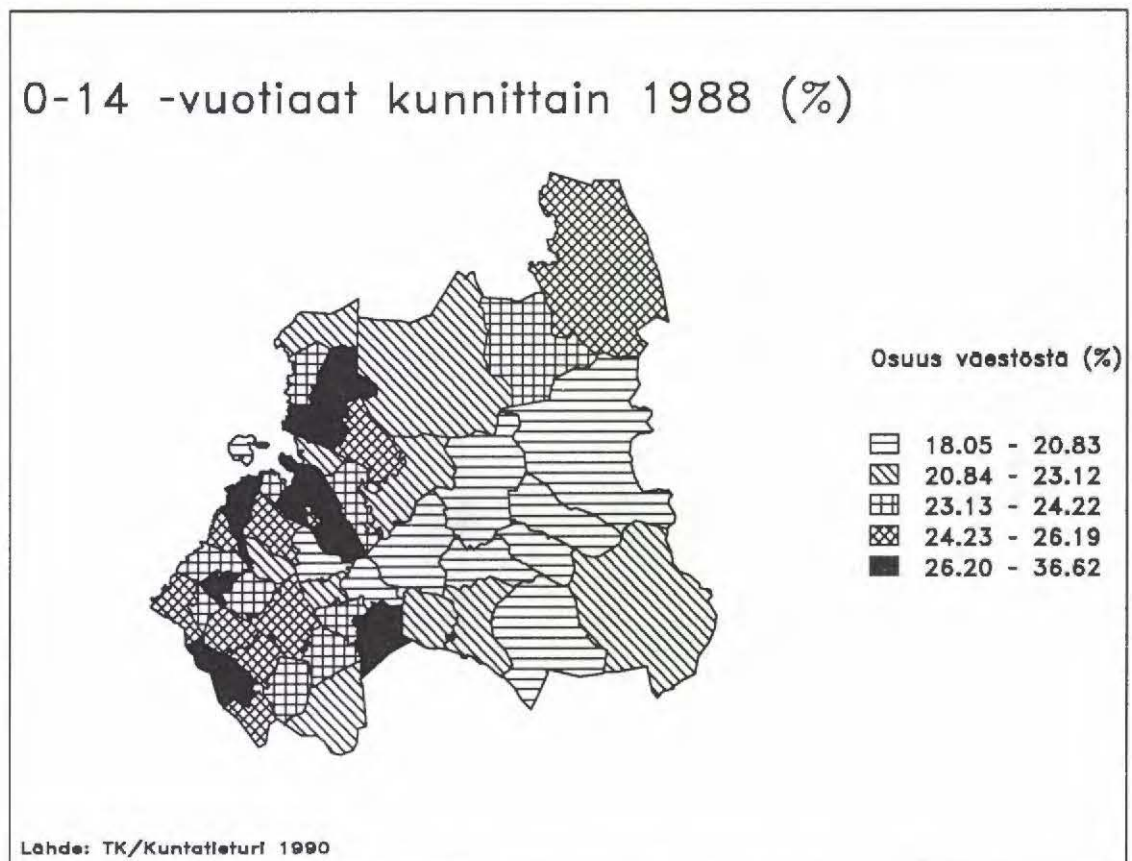 0-14 -vuotiaat kunnittain 1988 (%)
Osuus väestöstä (%)
18.05 - 20.83
20.84 - 23.12
23.13 - 24.22
24.23 - 26.19
26.20 - 36.62
Lähde: TK/Kuntatieturi 1990